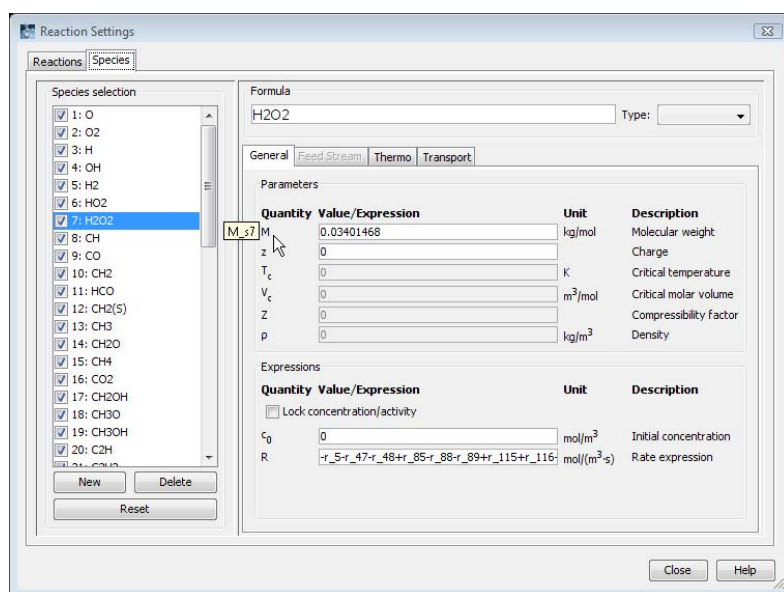 Reaction Settings
Reactions Species
Species selection
1: O
2: O2
3: H
4: OH
5: H2
6: HO2
7: H2O2
8: CH
9: CO
10: CH2
11: HCO
12: CH2(S)
13: CH3
14: CH2O
15: CH4
16: CO2
17: CH2OH
18: CH3O
19: CH3OH
20: C2H
New Delete
Reset
Formula
H2O2 Type:
General Feed Stream Thermo Transport
Parameters
Quantity Value/Expression Unit Description
M_s7 M 0.03401468 kg/mol Molecular weight
z 0 Charge
T_c 0 K Critical temperature
V_c 0 m³/mol Critical molar volume
Z 0 Compressibility factor
ρ 0 kg/m³ Density
Expressions
Quantity Value/Expression Unit Description
Lock concentration/activity
c₀ 0 mol/m³ Initial concentration
R -r_5-r_47-r_48+r_85-r_88-r_89+r_115+r_116- mol/(m³·s) Rate expression
Close Help